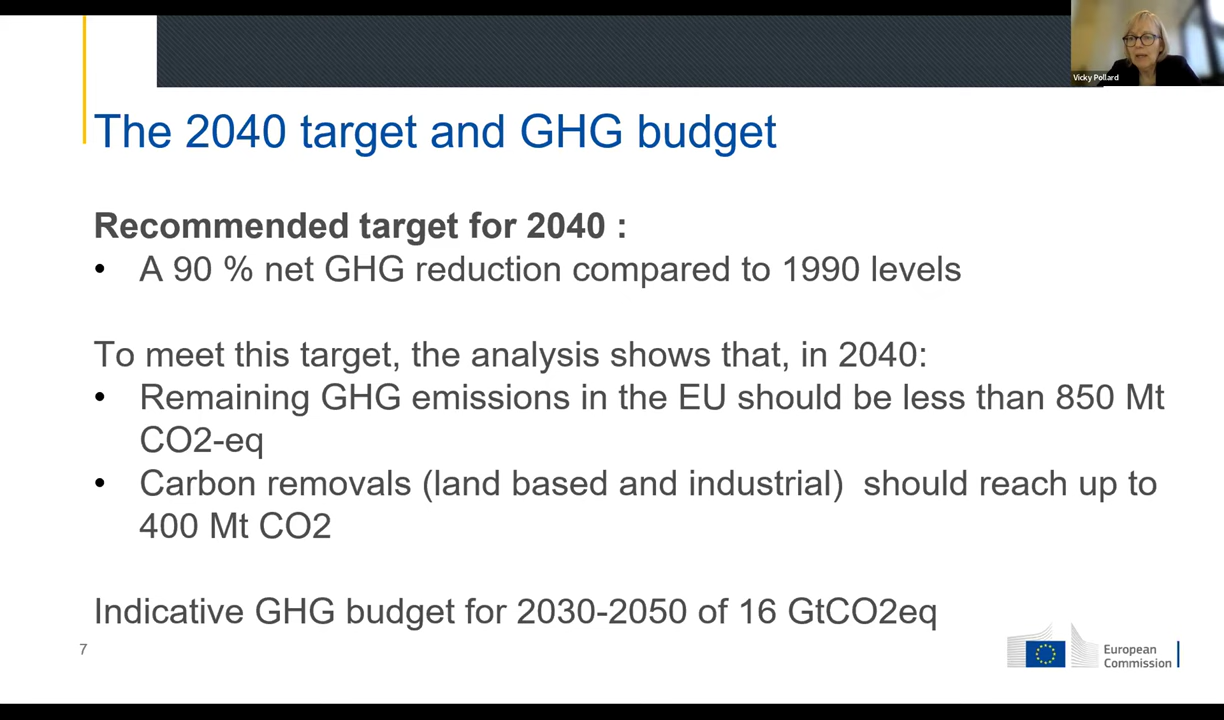 Vicky Pollard
The 2040 target and GHG budget
Recommended target for 2040 :
• A 90 % net GHG reduction compared to 1990 levels
To meet this target, the analysis shows that, in 2040:
• Remaining GHG emissions in the EU should be less than 850 Mt
CO2-eq
• Carbon removals (land based and industrial)  should reach up to
400 Mt CO2
Indicative GHG budget for 2030-2050 of 16 GtCO2eq
7
European
Commission